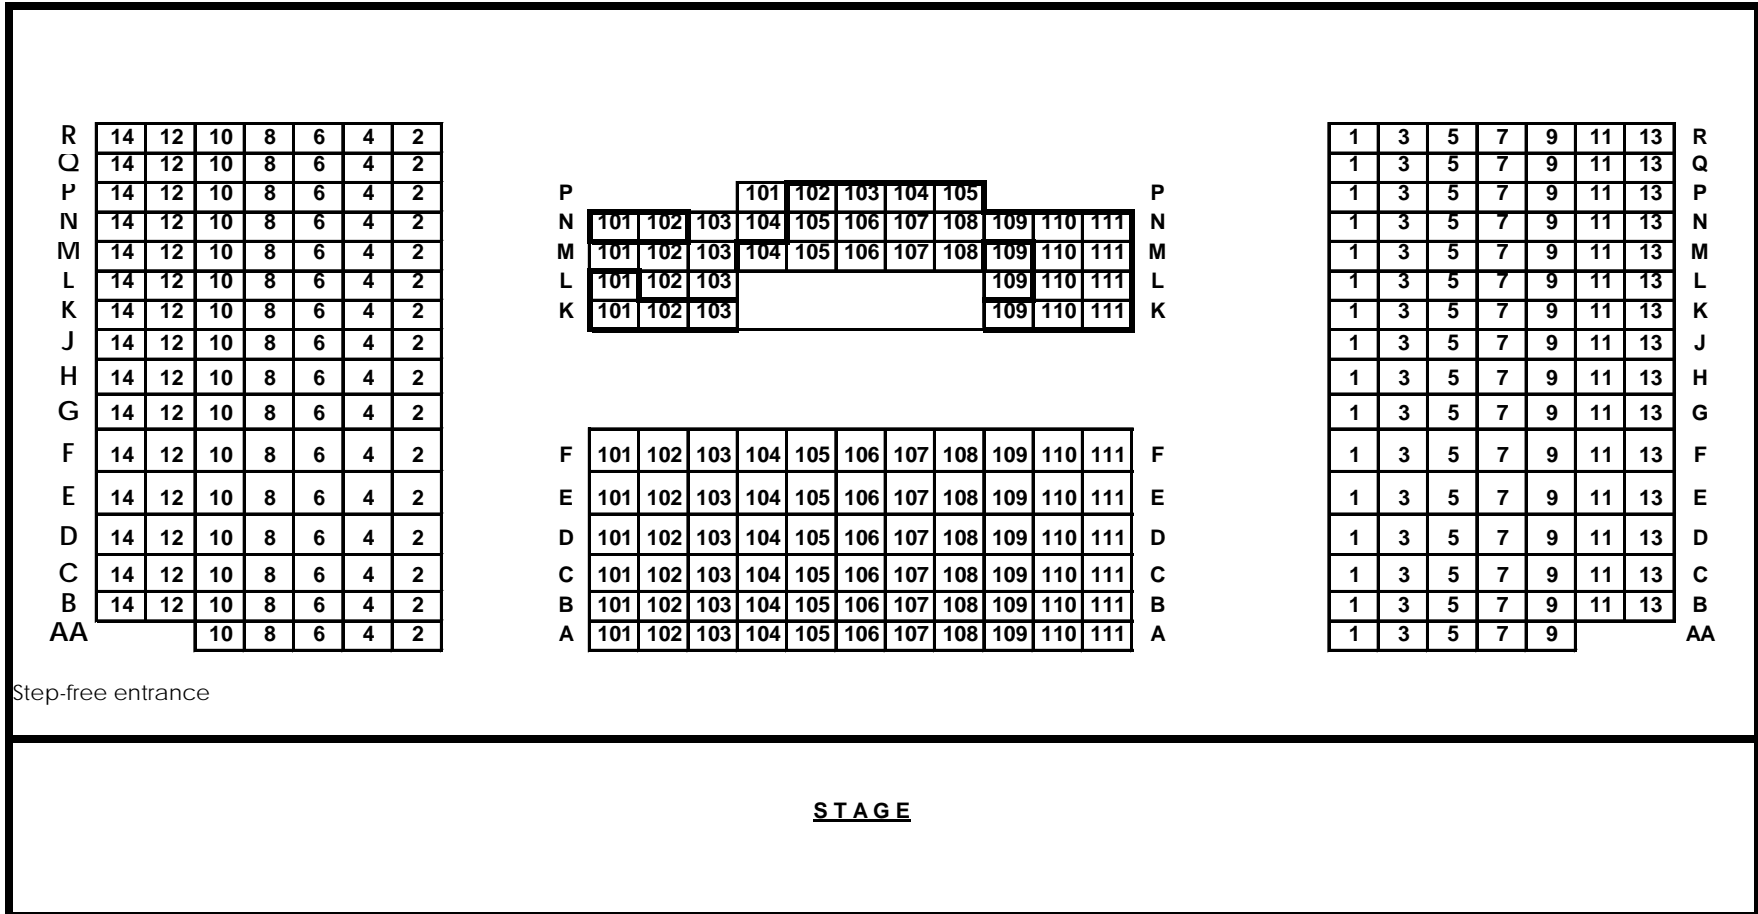 R 14 12 10 8 6 4 2 1 3 5 7 9 11 13 R
Q 14 12 10 8 6 4 2 1 3 5 7 9 11 13 Q
P 14 12 10 8 6 4 2 P 101 102 103 104 105 P 1 3 5 7 9 11 13 P
N 14 12 10 8 6 4 2 N 101 102 103 104 105 106 107 108 109 110 111 N 1 3 5 7 9 11 13 N
M 14 12 10 8 6 4 2 M 101 102 103 104 105 106 107 108 109 110 111 M 1 3 5 7 9 11 13 M
L 14 12 10 8 6 4 2 L 101 102 103 109 110 111 L 1 3 5 7 9 11 13 L
K 14 12 10 8 6 4 2 K 101 102 103 109 110 111 K 1 3 5 7 9 11 13 K
J 14 12 10 8 6 4 2 1 3 5 7 9 11 13 J
H 14 12 10 8 6 4 2 1 3 5 7 9 11 13 H
G 14 12 10 8 6 4 2 1 3 5 7 9 11 13 G
F 14 12 10 8 6 4 2 F 101 102 103 104 105 106 107 108 109 110 111 F 1 3 5 7 9 11 13 F
E 14 12 10 8 6 4 2 E 101 102 103 104 105 106 107 108 109 110 111 E 1 3 5 7 9 11 13 E
D 14 12 10 8 6 4 2 D 101 102 103 104 105 106 107 108 109 110 111 D 1 3 5 7 9 11 13 D
C 14 12 10 8 6 4 2 C 101 102 103 104 105 106 107 108 109 110 111 C 1 3 5 7 9 11 13 C
B 14 12 10 8 6 4 2 B 101 102 103 104 105 106 107 108 109 110 111 B 1 3 5 7 9 11 13 B
AA 10 8 6 4 2 A 101 102 103 104 105 106 107 108 109 110 111 A 1 3 5 7 9 AA
Step-free entrance
STAGE